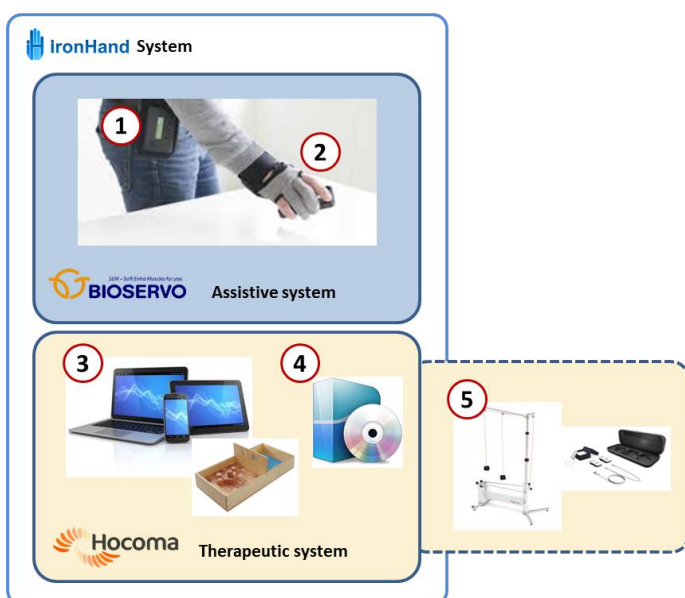 ironHand System
1
2
SEM – Soft Extra Muscles for you
BIOSERVO Assistive system
3
4
5
Hocoma Therapeutic system